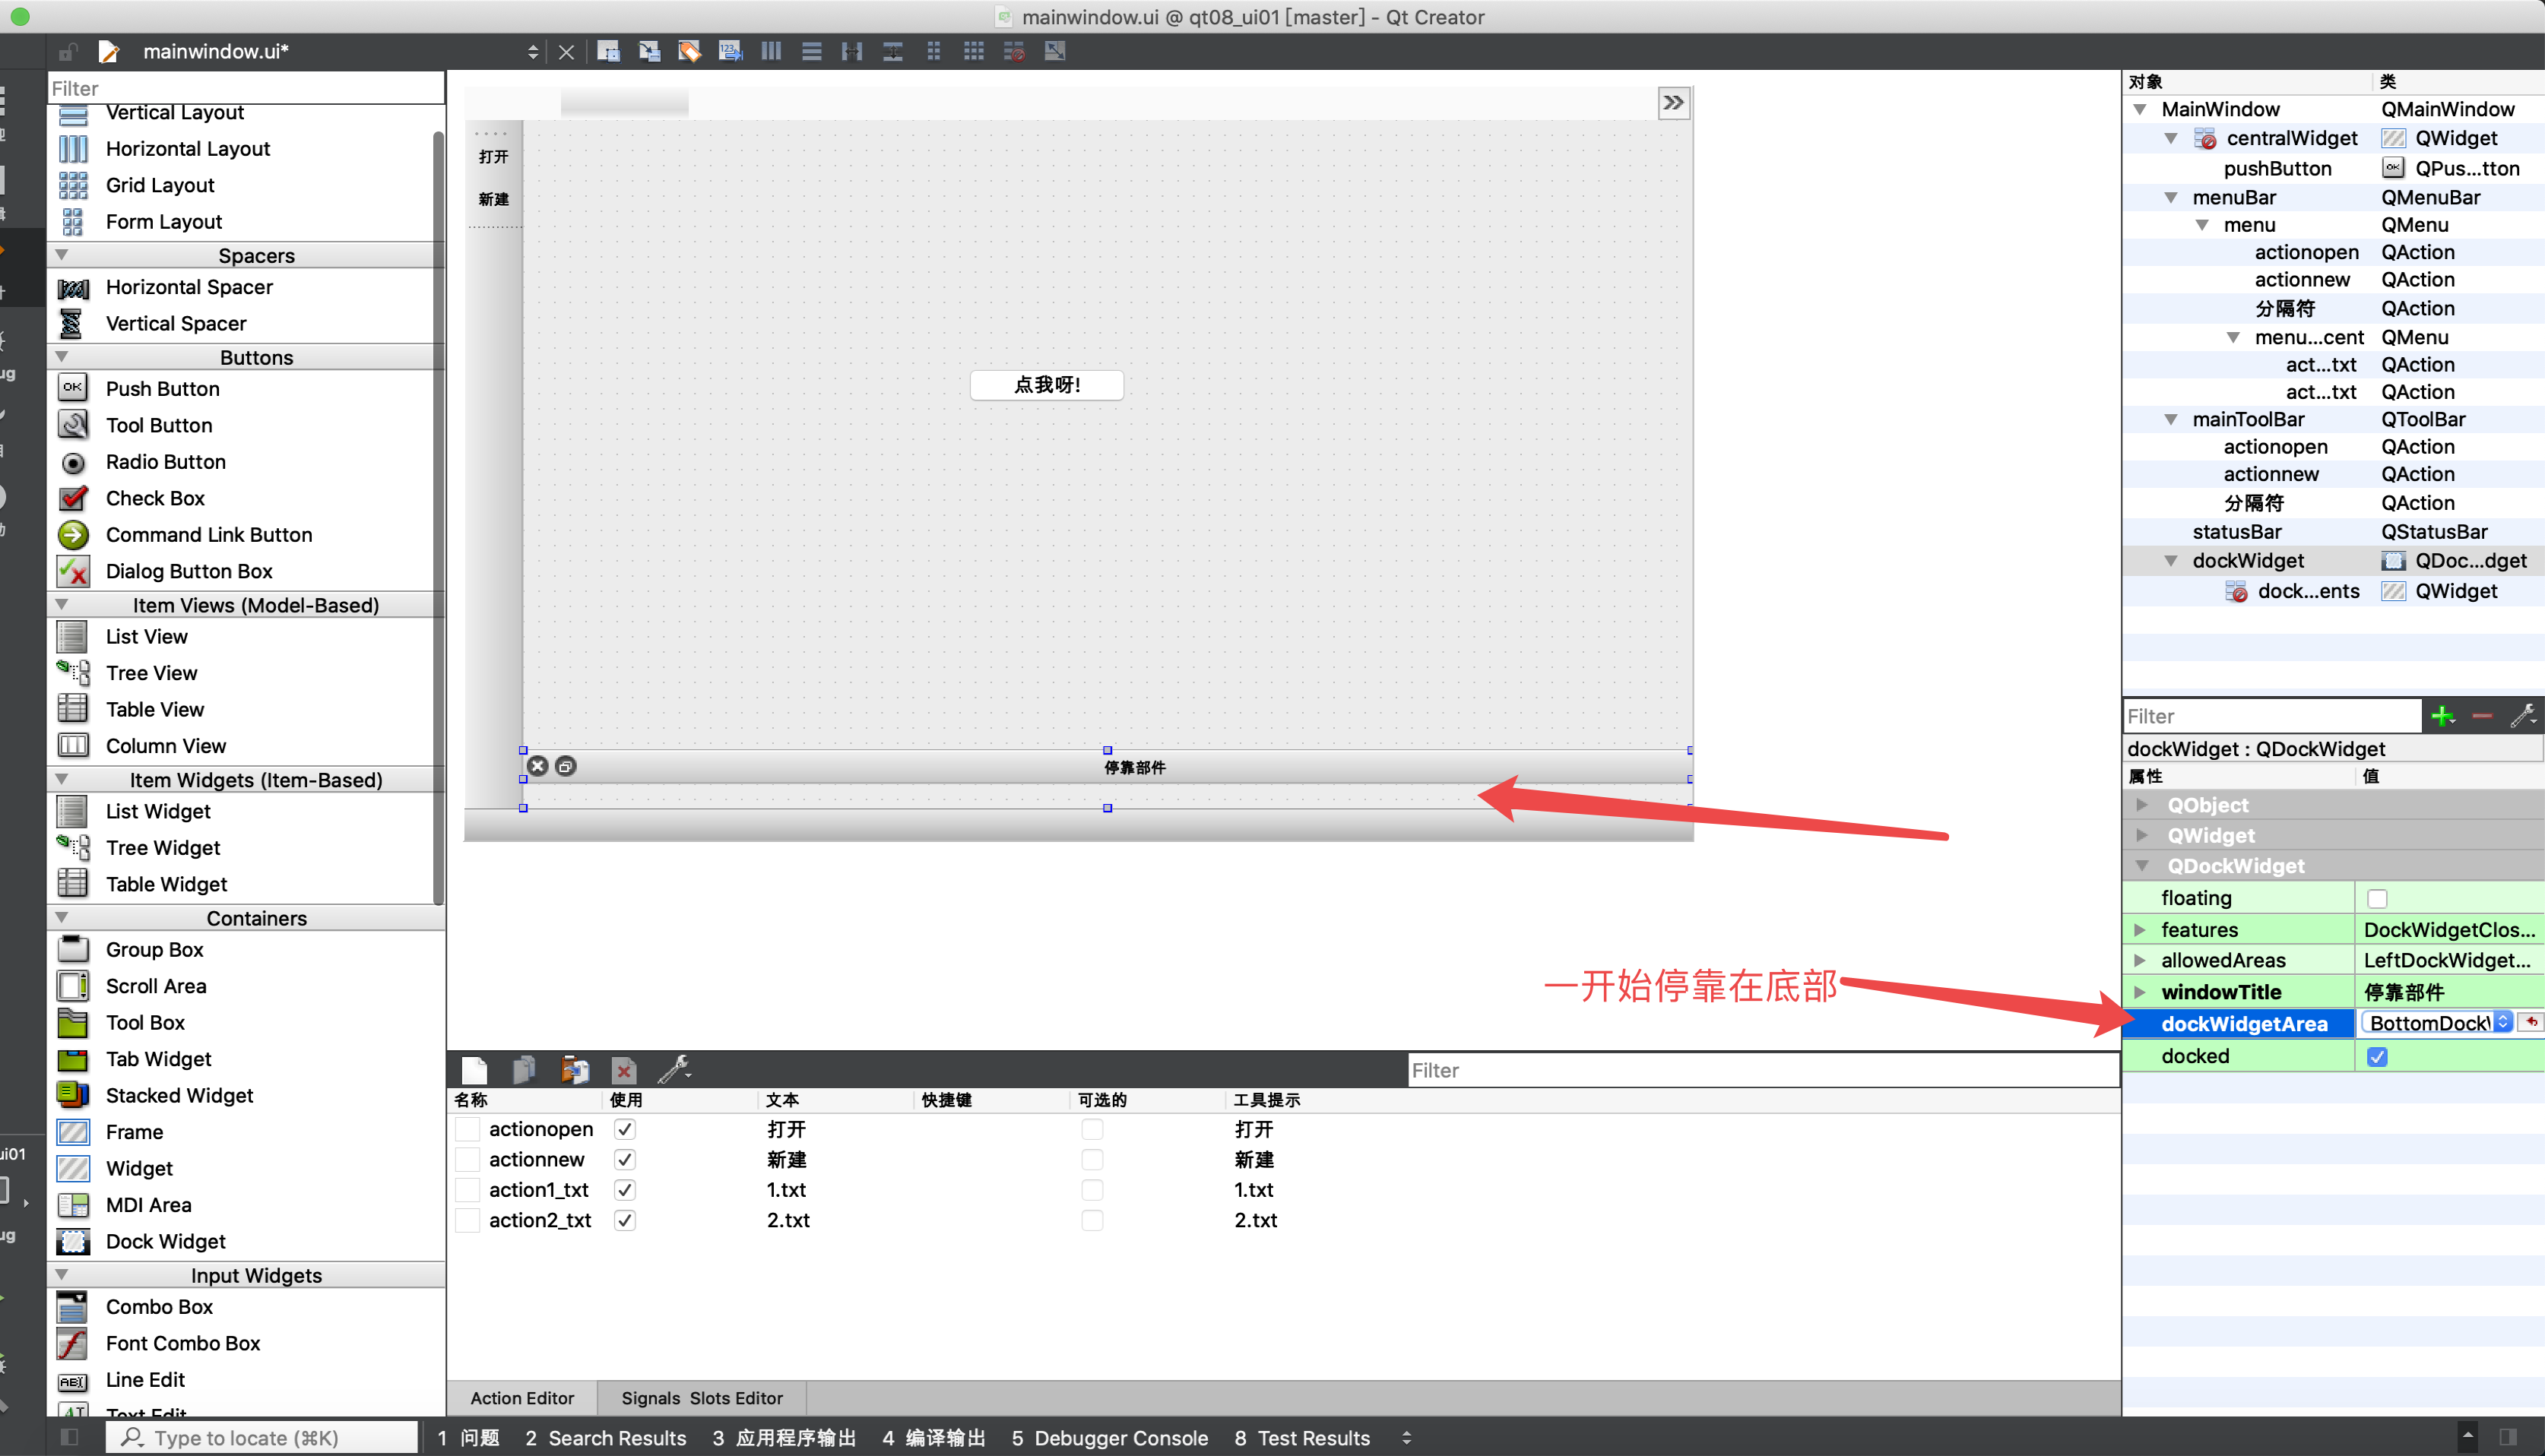 mainwindow.ui @ qt08_ui01 [master] - Qt Creator
mainwindow.ui*
Filter
Vertical Layout
Horizontal Layout
Grid Layout
Form Layout
Spacers
Horizontal Spacer
Vertical Spacer
Buttons
OK Push Button
Tool Button
Radio Button
Check Box
Command Link Button
Dialog Button Box
Item Views (Model-Based)
List View
Tree View
Table View
Column View
Item Widgets (Item-Based)
List Widget
Tree Widget
Table Widget
Containers
Group Box
Scroll Area
Tool Box
Tab Widget
Stacked Widget
Frame
Widget
MDI Area
Dock Widget
Input Widgets
Combo Box
Font Combo Box
Line Edit
Text Edit
打开
新建
点我呀!
停靠部件
一开始停靠在底部
对象 类
MainWindow QMainWindow
centralWidget QWidget
pushButton QPus...tton
menuBar QMenuBar
menu QMenu
actionopen QAction
actionnew QAction
分隔符 QAction
menu...cent QMenu
act...txt QAction
act...txt QAction
mainToolBar QToolBar
actionopen QAction
actionnew QAction
分隔符 QAction
statusBar QStatusBar
dockWidget QDoc...dget
dock...ents QWidget
Filter
dockWidget : QDockWidget
属性 值
QObject
QWidget
QDockWidget
floating
features DockWidgetClos...
allowedAreas LeftDockWidget...
windowTitle 停靠部件
dockWidgetArea BottomDock
docked
Filter
名称 使用 文本 快捷键 可选的 工具提示
actionopen 打开 打开
actionnew 新建 新建
action1_txt 1.txt 1.txt
action2_txt 2.txt 2.txt
Action Editor Signals Slots Editor
ui01
Type to locate (⌘K) 1 问题 2 Search Results 3 应用程序输出 4 编译输出 5 Debugger Console 8 Test Results